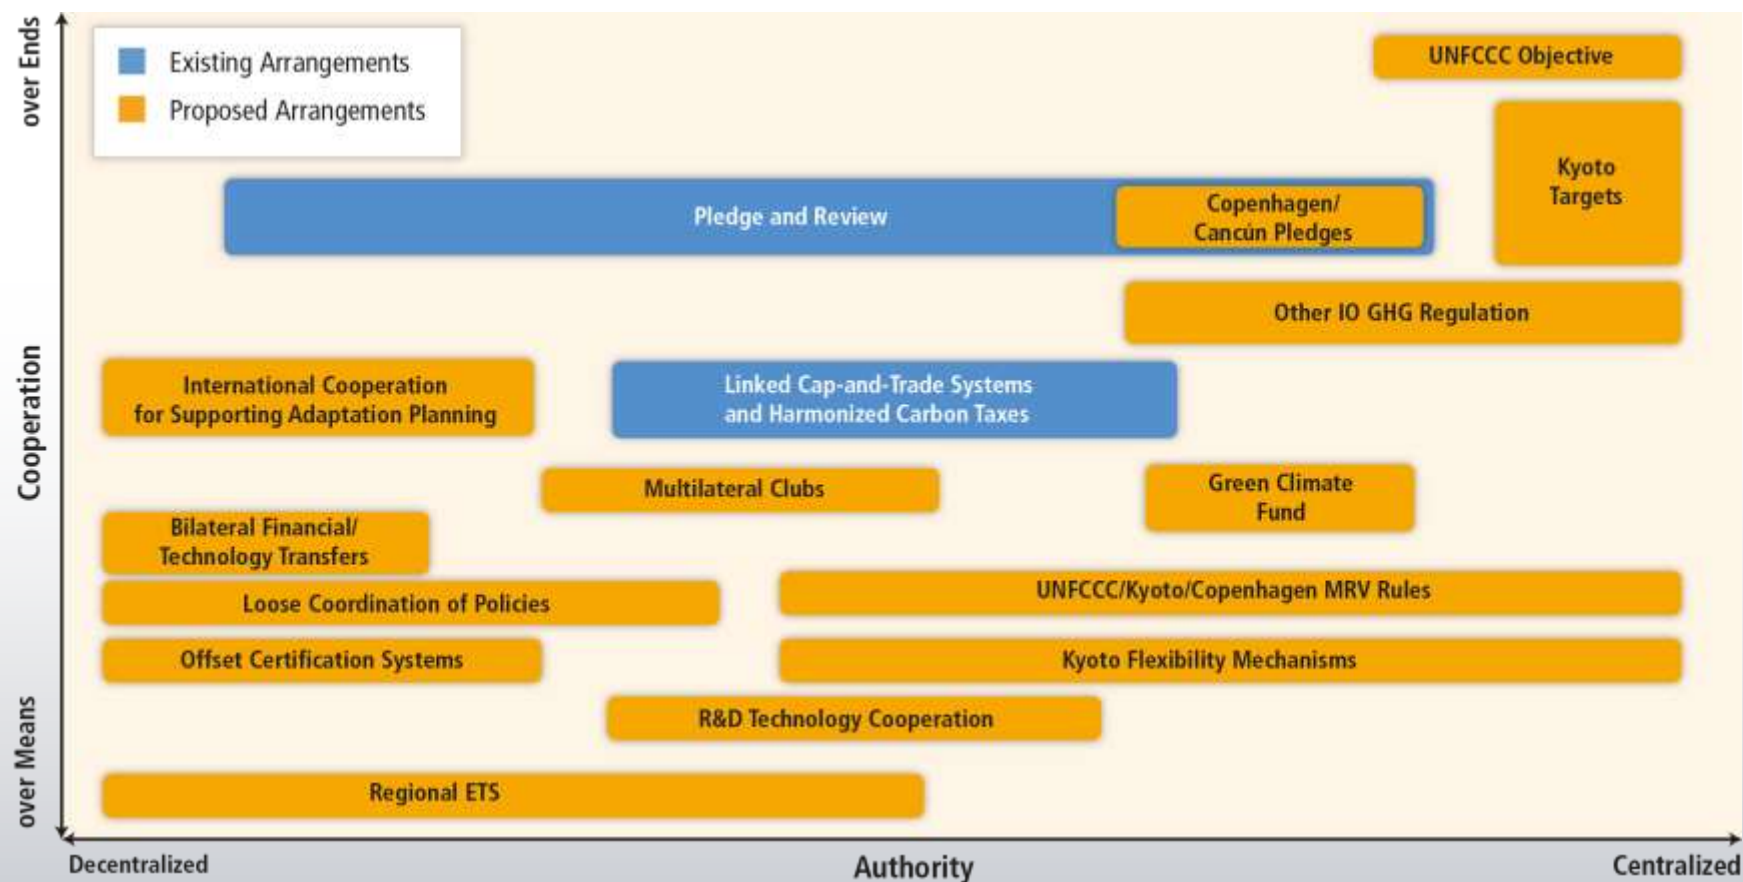 over Ends
Cooperation
over Means
Existing Arrangements
Proposed Arrangements
UNFCCC Objective
Kyoto
Targets
Pledge and Review
Copenhagen/
Cancún Pledges
Other IO GHG Regulation
International Cooperation
for Supporting Adaptation Planning
Linked Cap-and-Trade Systems
and Harmonized Carbon Taxes
Multilateral Clubs
Green Climate
Fund
Bilateral Financial/
Technology Transfers
Loose Coordination of Policies
UNFCCC/Kyoto/Copenhagen MRV Rules
Offset Certification Systems
Kyoto Flexibility Mechanisms
R&D Technology Cooperation
Regional ETS
Decentralized
Authority
Centralized